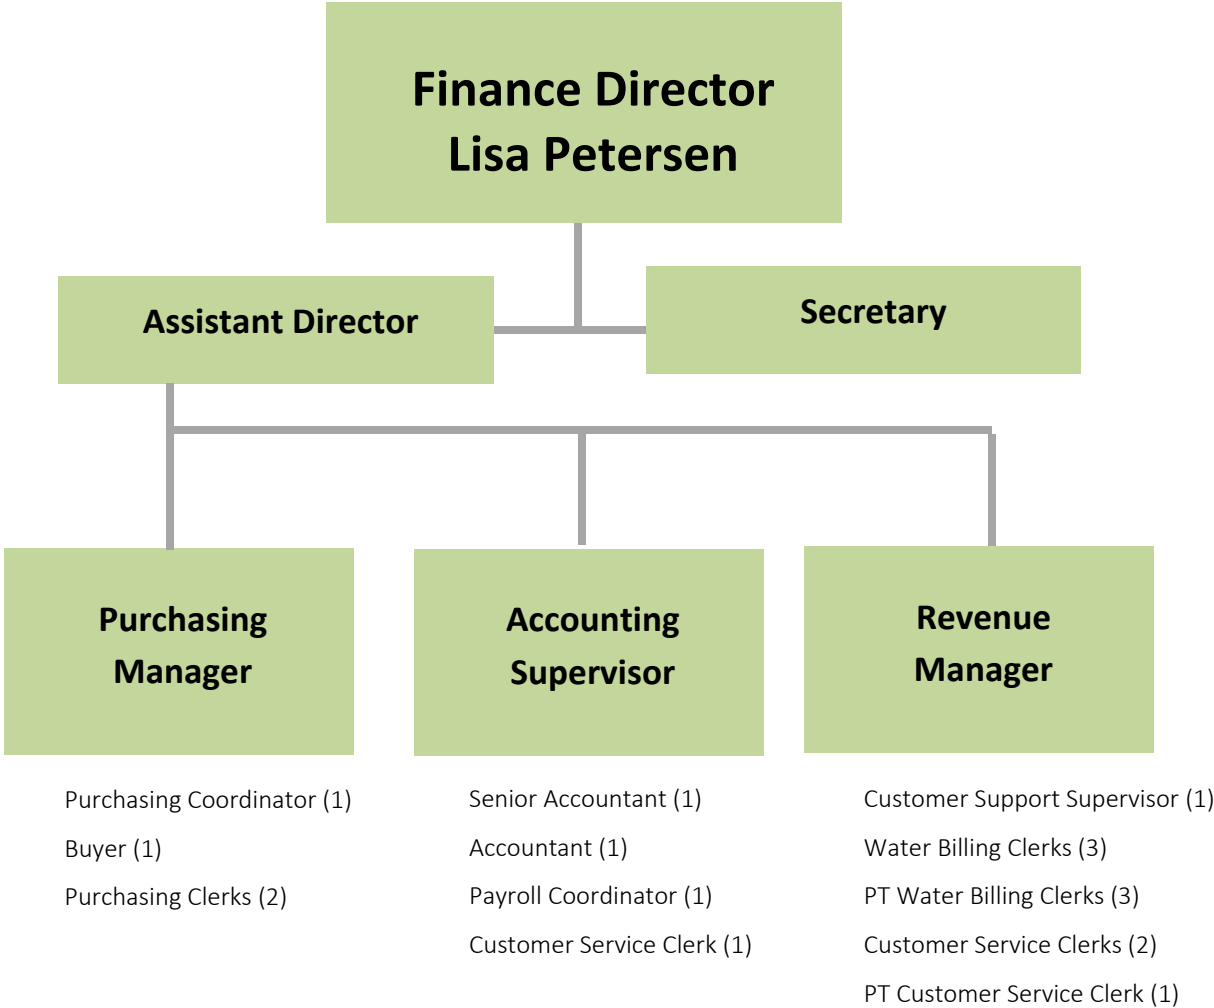 Finance Director
Lisa Petersen
Assistant Director
Secretary
Purchasing
Manager
Accounting
Supervisor
Revenue
Manager
Purchasing Coordinator (1)
Buyer (1)
Purchasing Clerks (2)
Senior Accountant (1)
Accountant (1)
Payroll Coordinator (1)
Customer Service Clerk (1)
Customer Support Supervisor (1)
Water Billing Clerks (3)
PT Water Billing Clerks (3)
Customer Service Clerks (2)
PT Customer Service Clerk (1)